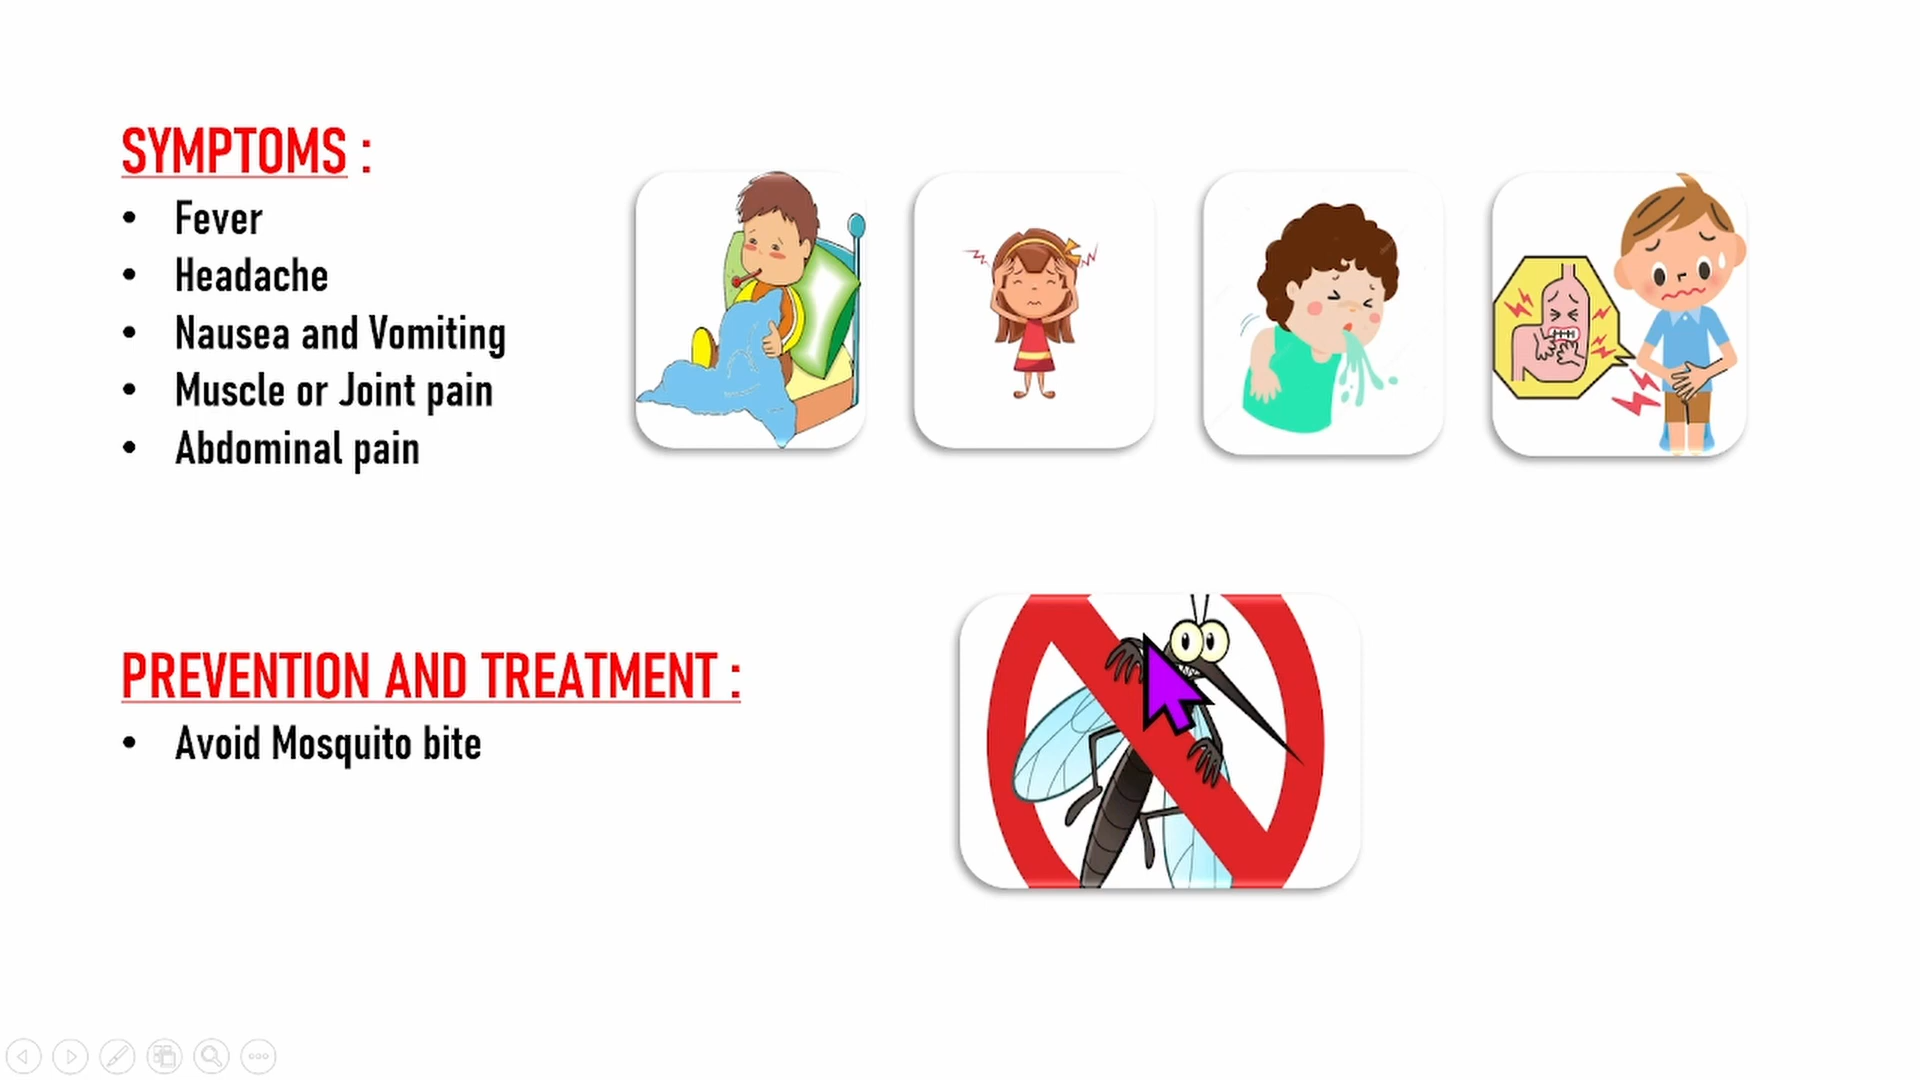 SYMPTOMS :
• Fever
• Headache
• Nausea and Vomiting
• Muscle or Joint pain
• Abdominal pain
PREVENTION AND TREATMENT :
• Avoid Mosquito bite